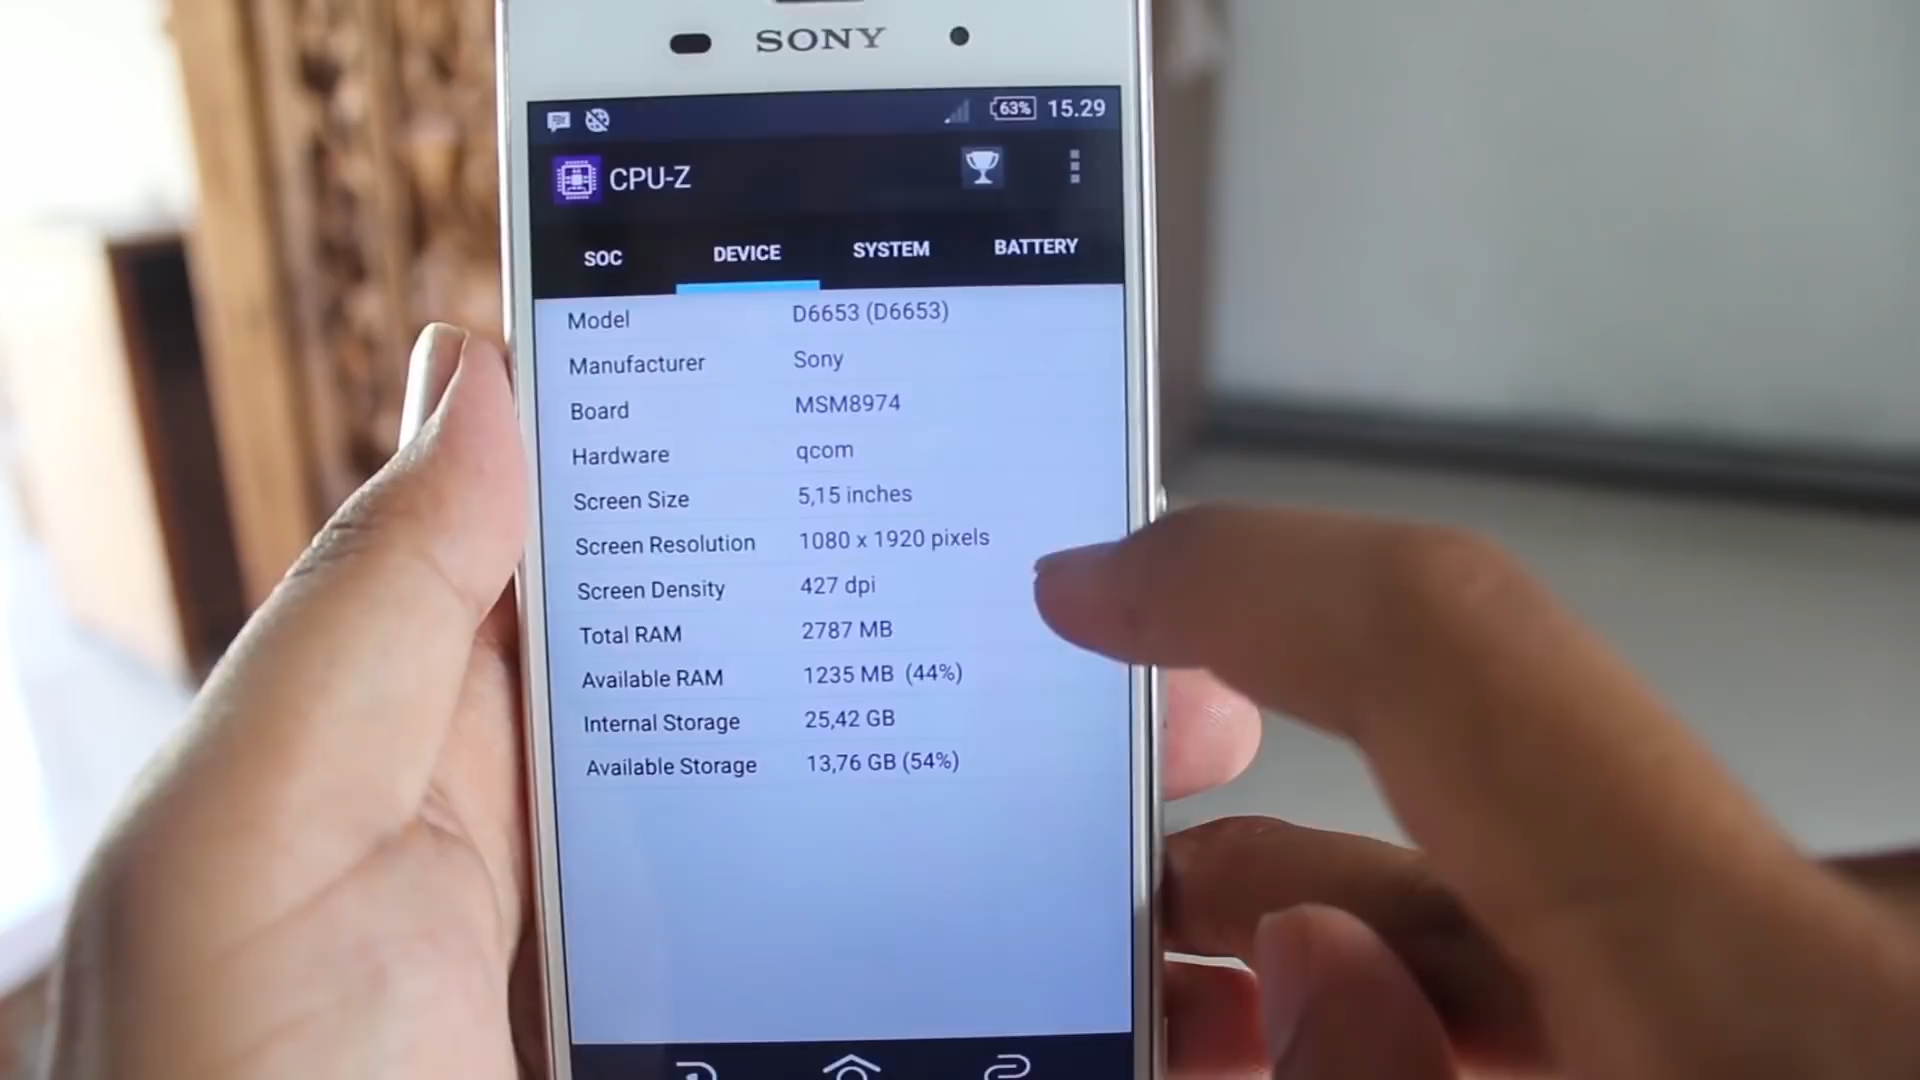 SONY
63% 15.29
CPU-Z
SOC DEVICE SYSTEM BATTERY
Model D6653 (D6653)
Manufacturer Sony
Board MSM8974
Hardware qcom
Screen Size 5,15 inches
Screen Resolution 1080 x 1920 pixels
Screen Density 427 dpi
Total RAM 2787 MB
Available RAM 1235 MB (44%)
Internal Storage 25,42 GB
Available Storage 13,76 GB (54%)